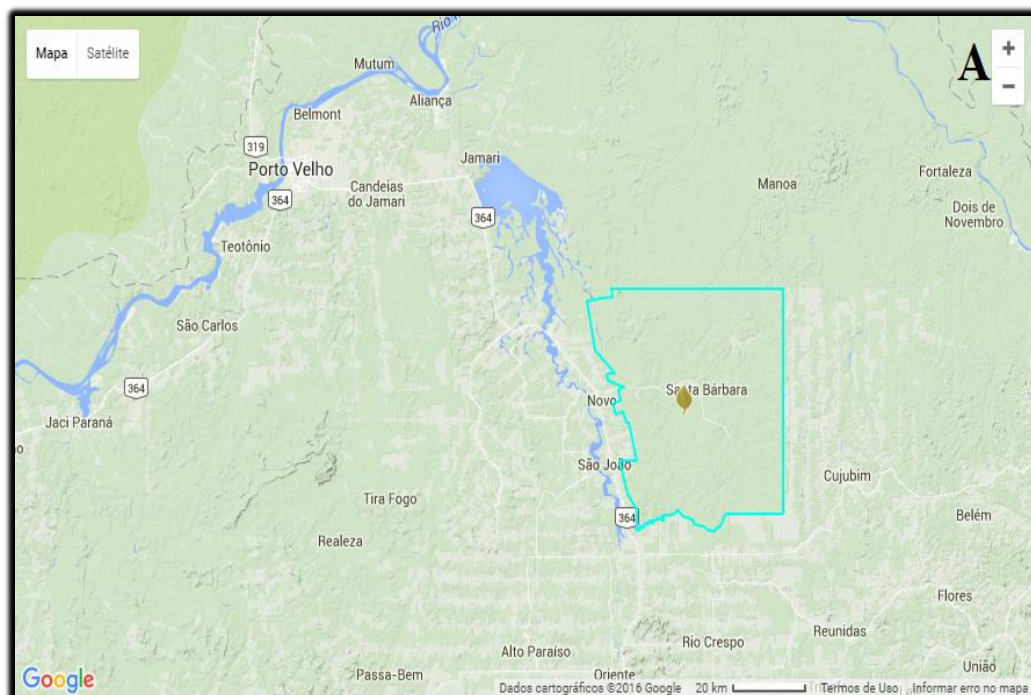 Mapa Satélite
A
+
−
Rio
Mutum
Aliança
Belmont
319
Porto Velho
Jamari
Candeias
do Jamari
364
364
Manoa
Fortaleza
Dois de
Novembro
Teotônio
São Carlos
364
Jaci Paraná
Santa Bárbara
Novo
São João
Cujubim
Tira Fogo
364
Belém
Realeza
Flores
Rio Crespo
Reunidas
Alto Paraíso
União
Passa-Bem
Oriente
Google
Dados cartográficos ©2016 Google 20 km Termos de Uso Informar erro no mapa